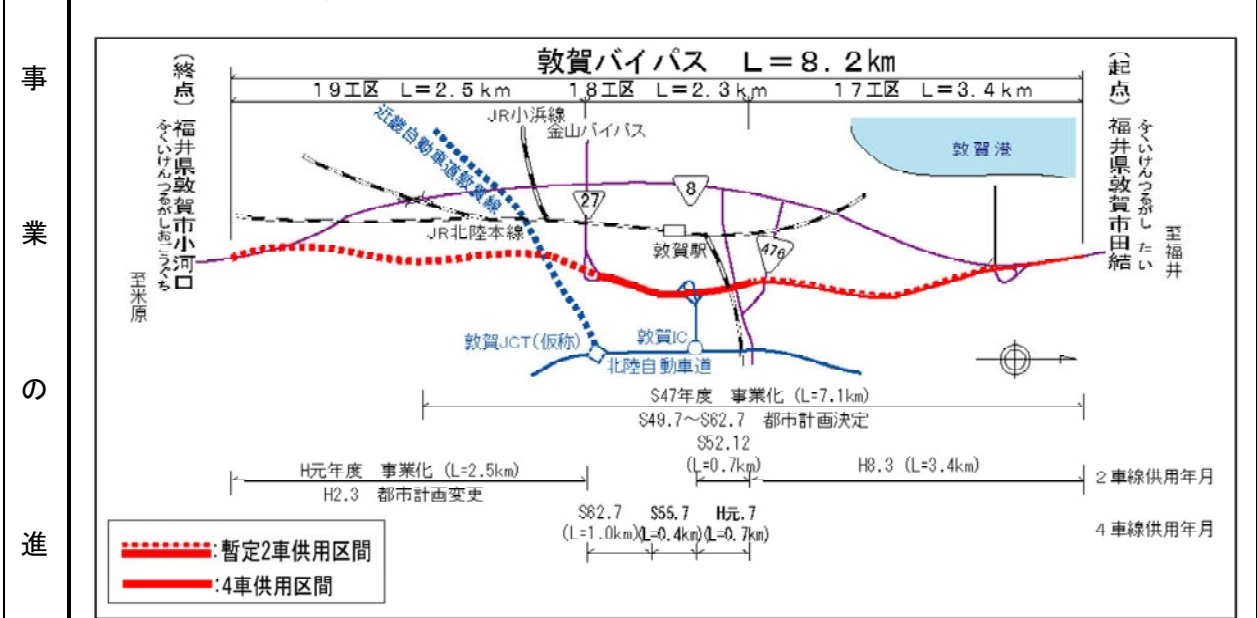 事業の進
敦賀バイパス L=8.2km
19工区 L=2.5km
18工区 L=2.3km
17工区 L=3.4km
(終点)福井県敦賀市小河口
ふくいけんつるがしおこうぐち
至米原
(起点)福井県敦賀市田結
ふくいけんつるがし たい
至福井
近畿自動車道敦賀線
JR小浜線
金山バイパス
敦賀港
27
8
476
JR北陸本線
敦賀駅
敦賀JCT(仮称)
敦賀IC
北陸自動車道
S47年度 事業化 (L=7.1km)
S49.7～S62.7 都市計画決定
S52.12
(L=0.7km)
H8.3 (L=3.4km)
2車線供用年月
H元年度 事業化 (L=2.5km)
H2.3 都市計画変更
S62.7
(L=1.0km)
S55.7
(L=0.4km)
H元.7
(L=0.7km)
4車線供用年月
:暫定2車供用区間
:4車供用区間